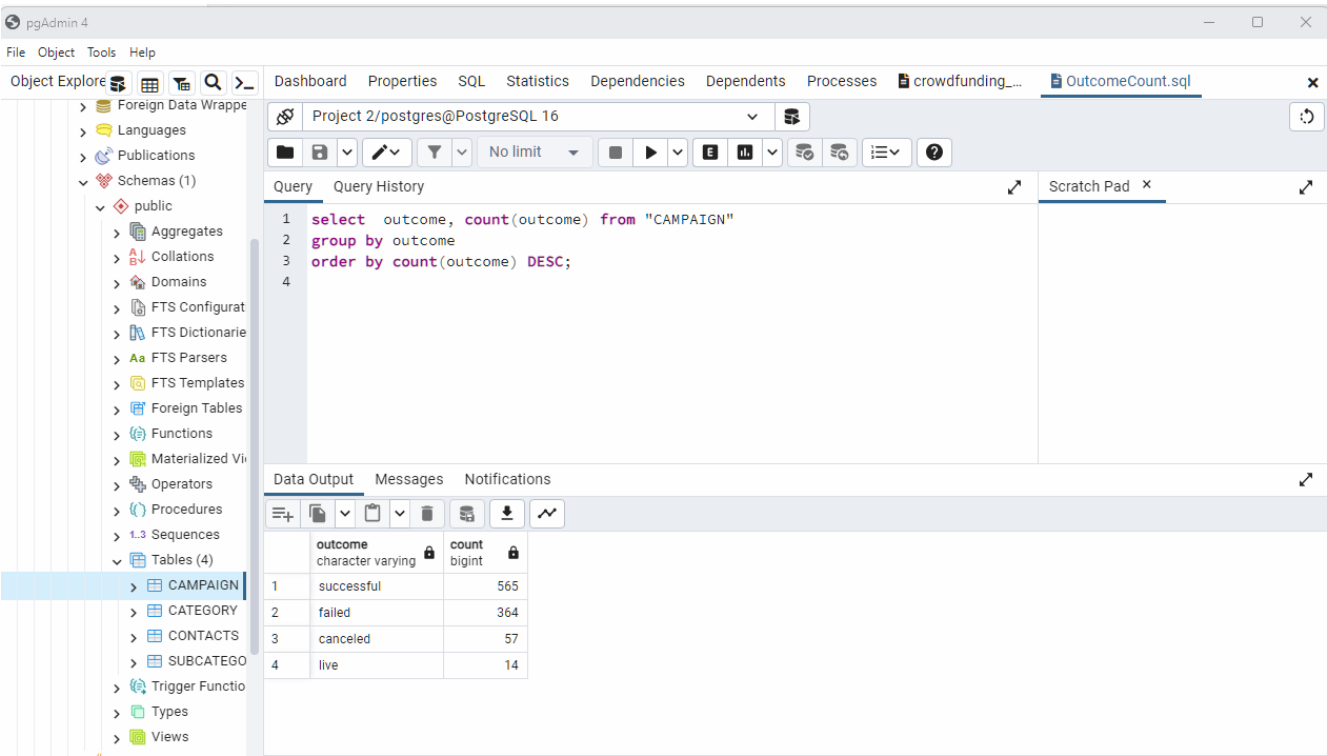 pgAdmin 4
File Object Tools Help
Object Explore
Dashboard Properties SQL Statistics Dependencies Dependents Processes crowdfunding_... OutcomeCount.sql
Foreign Data Wrappe
Languages
Publications
Schemas (1)
public
Aggregates
Collations
Domains
FTS Configurat
FTS Dictionarie
Aa FTS Parsers
FTS Templates
Foreign Tables
Functions
Materialized Vi
Operators
Procedures
1..3 Sequences
Tables (4)
CAMPAIGN
CATEGORY
CONTACTS
SUBCATEGO
Trigger Functio
Types
Views
Project 2/postgres@PostgreSQL 16
No limit
E
Query Query History
Scratch Pad
1 select outcome, count(outcome) from "CAMPAIGN"
2 group by outcome
3 order by count(outcome) DESC;
4
Data Output Messages Notifications
outcome count
character varying bigint
1 successful 565
2 failed 364
3 canceled 57
4 live 14